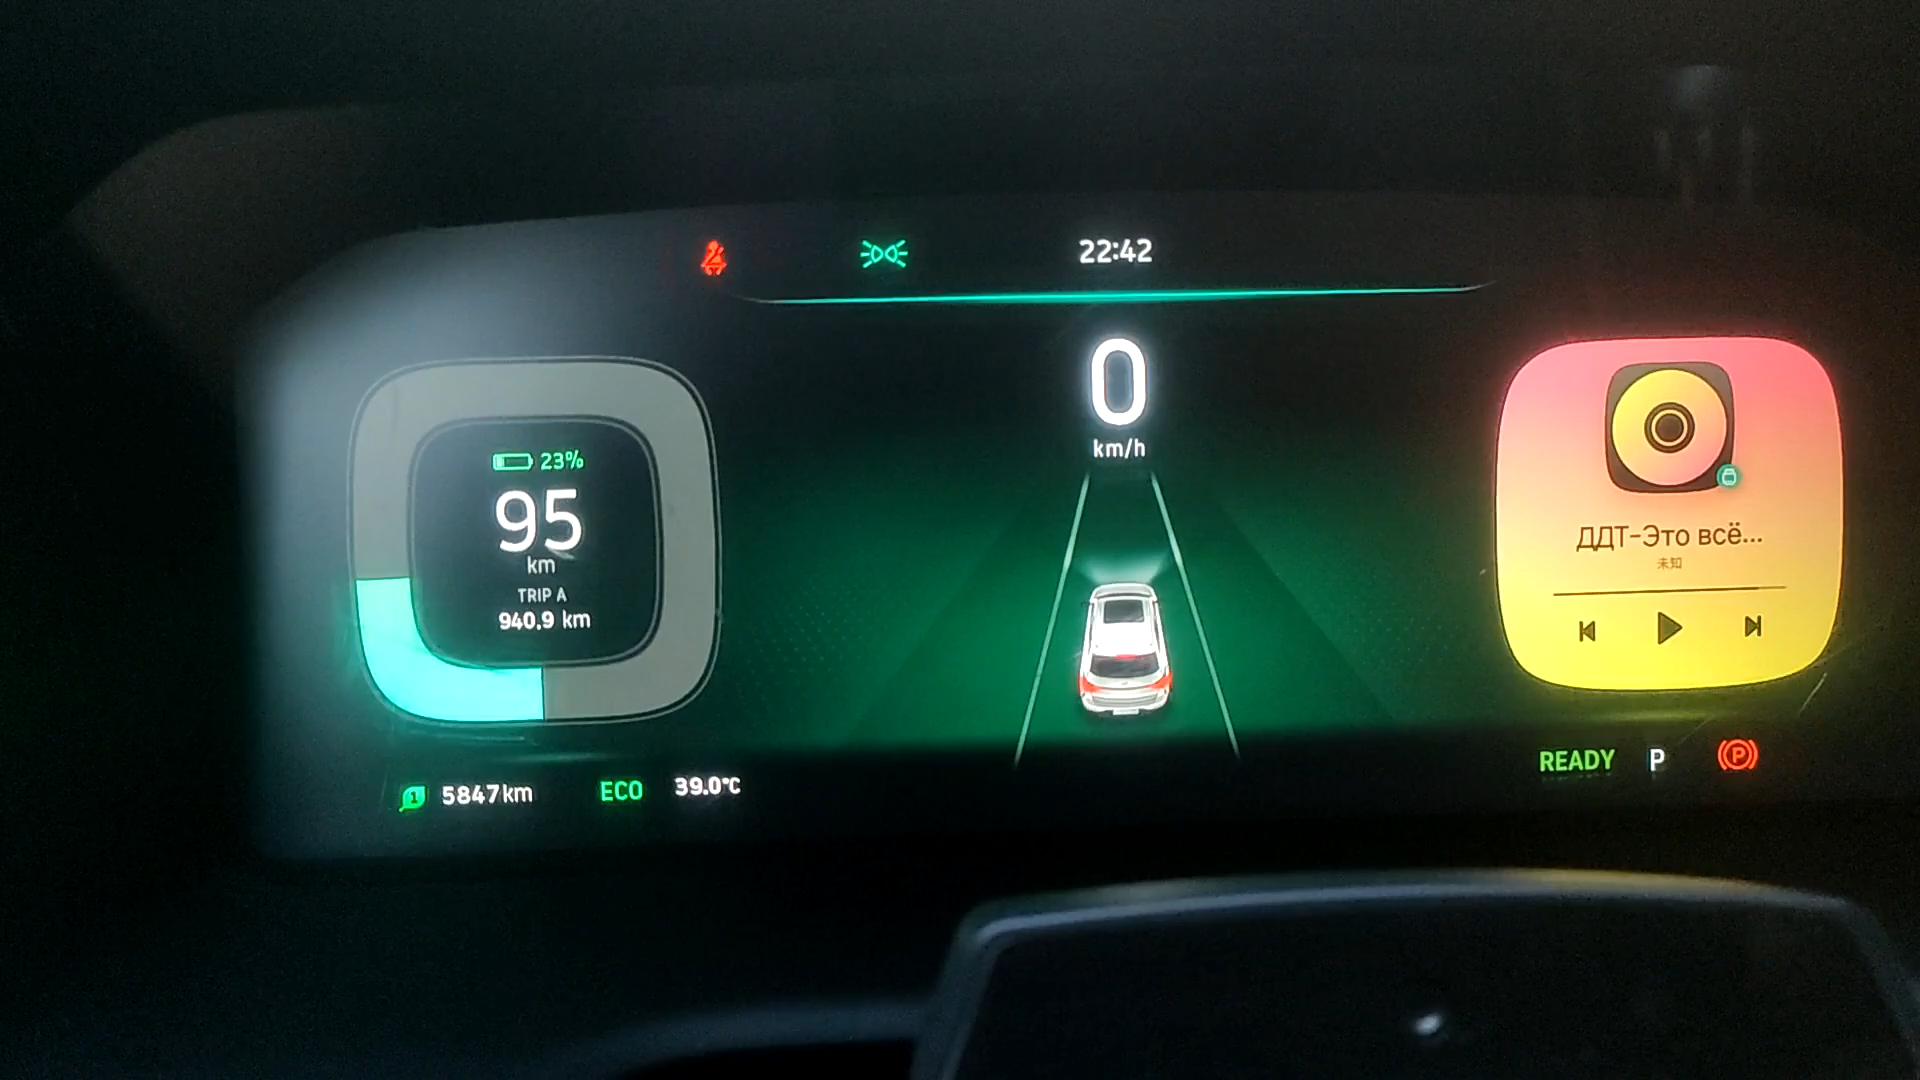 22:42
0
km/h
23%
95
km
TRIP A
940.9 km
ДДТ-Это всё...
未知
1
5847km
ECO
39.0℃
READY
P
P